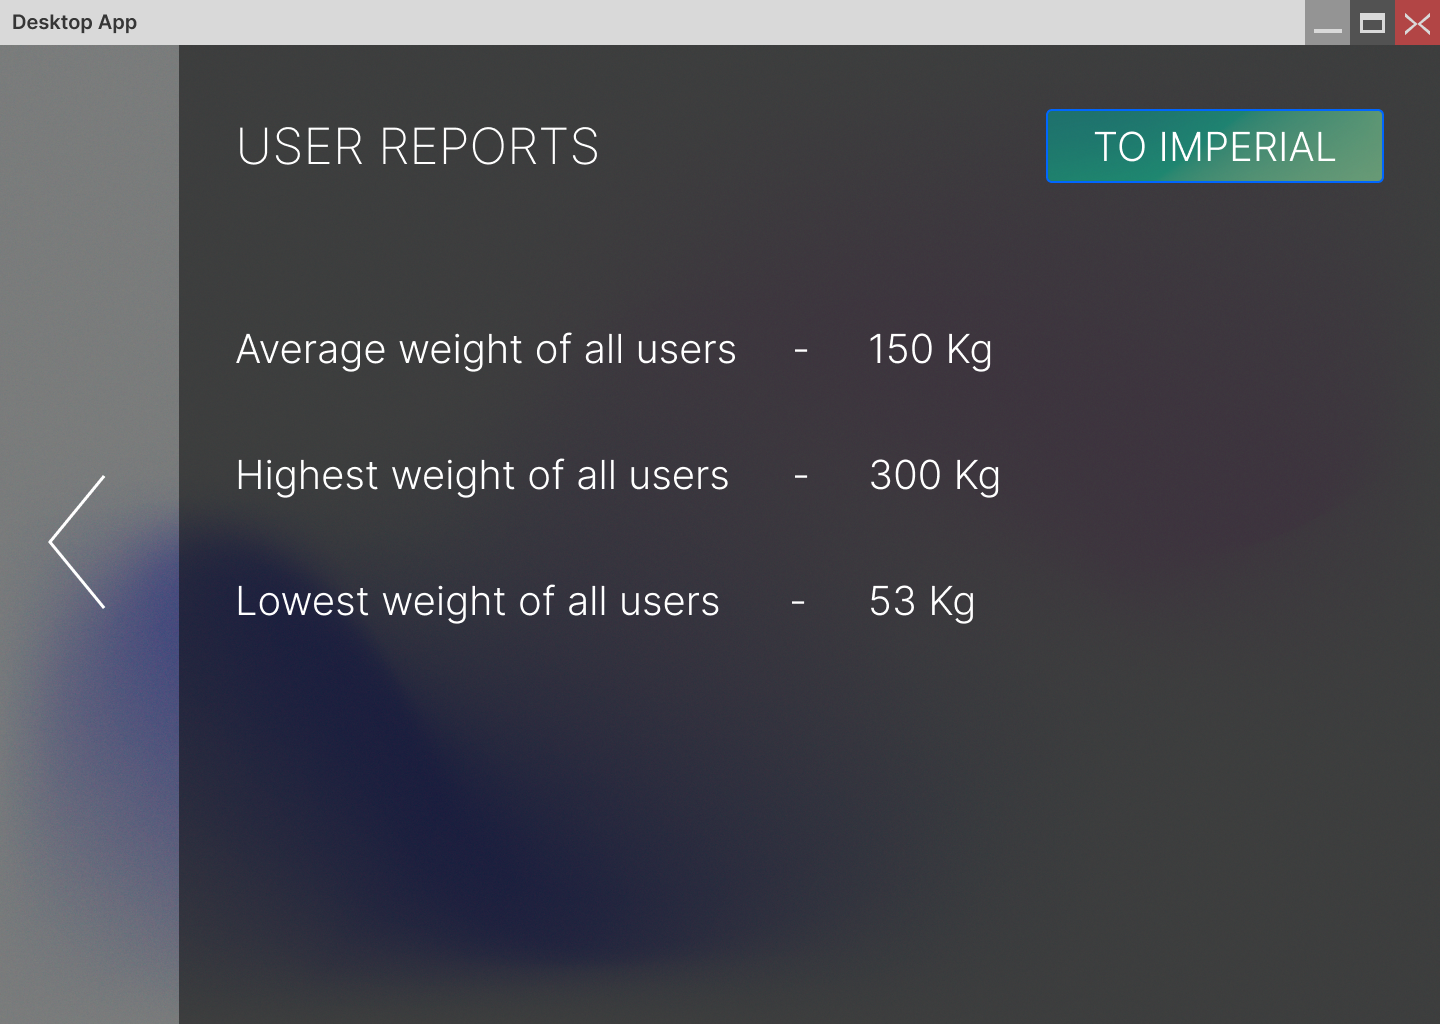 Desktop App
USER REPORTS
TO IMPERIAL
Average weight of all users - 150 Kg
Highest weight of all users - 300 Kg
Lowest weight of all users - 53 Kg